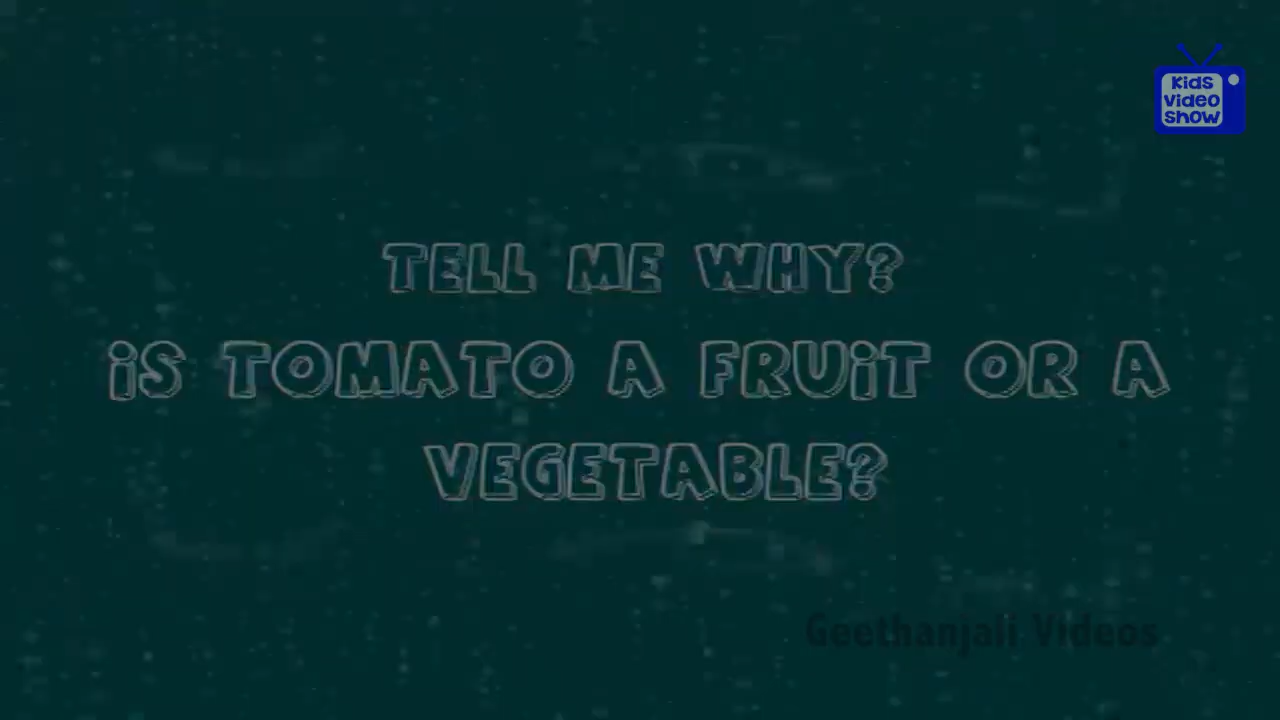 Kids
Video
Show
TELL ME WHY?
iS TOMATO A FRUiT OR A
VEGETABLE?
Geethanjali Videos